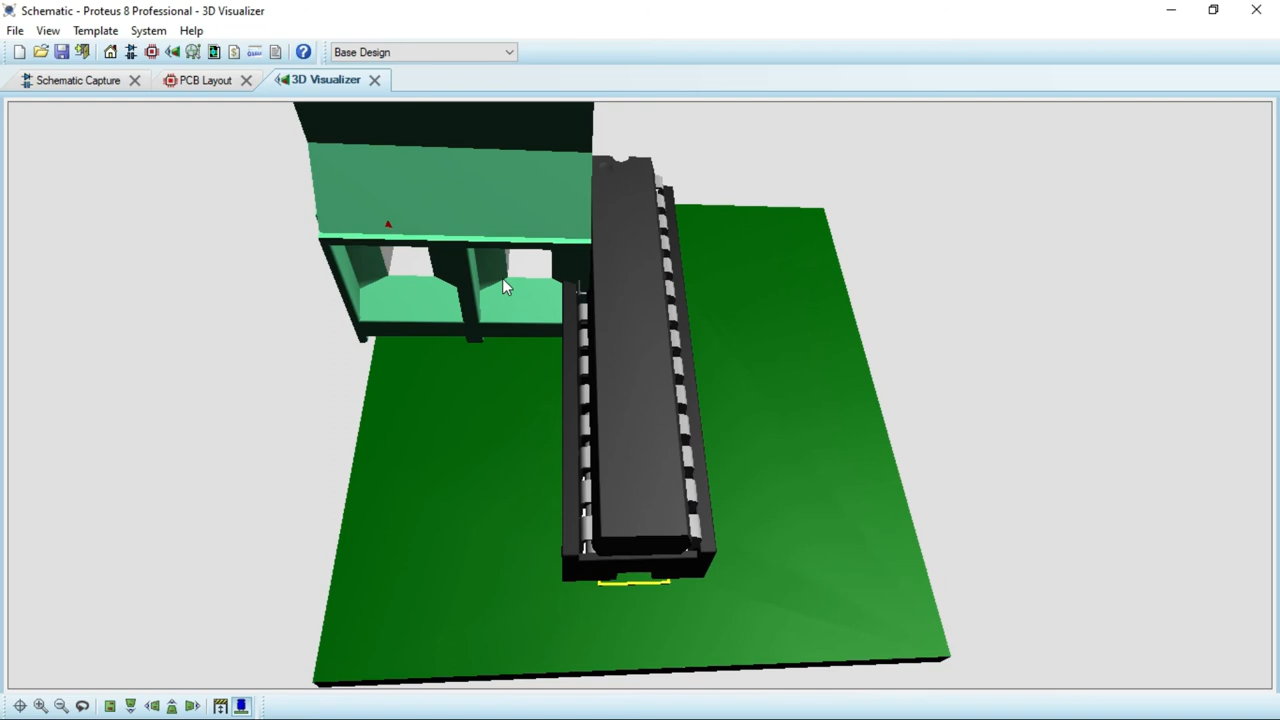 Schematic - Proteus 8 Professional - 3D Visualizer
File View Template System Help
Base Design
Schematic Capture PCB Layout 3D Visualizer